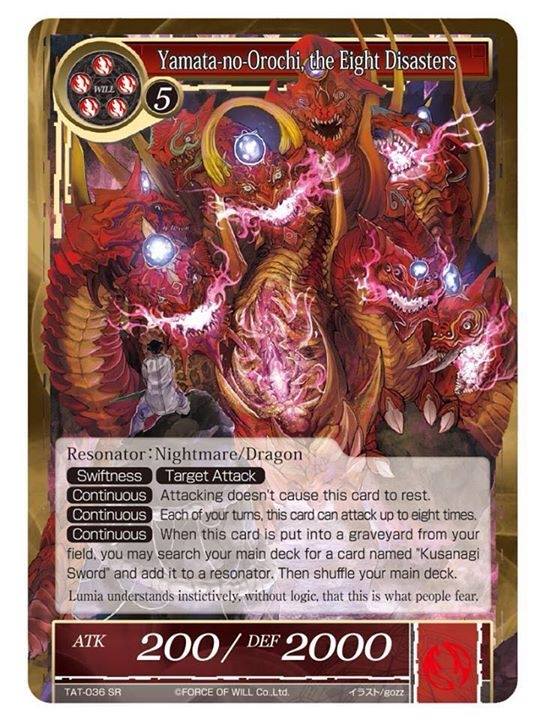 Yamata-no-Orochi, the Eight Disasters
WILL
5
Resonator:Nightmare/Dragon
Swiftness Target Attack
Continuous Attacking doesn't cause this card to rest.
Continuous Each of your turns, this card can attack up to eight times.
Continuous When this card is put into a graveyard from your
field, you may search your main deck for a card named "Kusanagi
Sword" and add it to a resonator. Then shuffle your main deck.
Lumia understands instictively, without logic, that this is what people fear.
ATK 200/ DEF 2000
TAT-036 SR ©FORCE OF WILL Co.,Ltd. イラスト/gozz